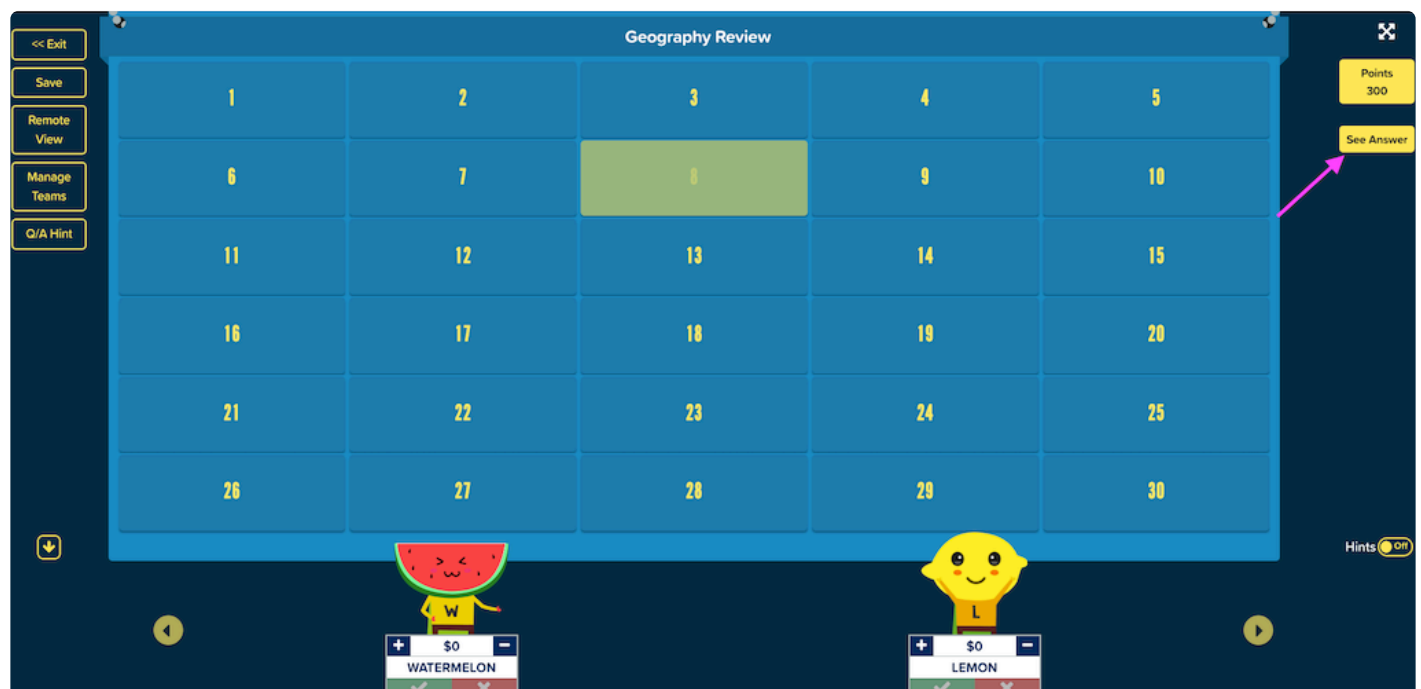 Geography Review
<< Exit
Save
Remote
View
Manage
Teams
Q/A Hint
1 2 3 4 5
6 7 8 9 10
11 12 13 14 15
16 17 18 19 20
21 22 23 24 25
26 27 28 29 30
Points
300
See Answer
Hints Off
W
+ $0 −
WATERMELON
L
+ $0 −
LEMON